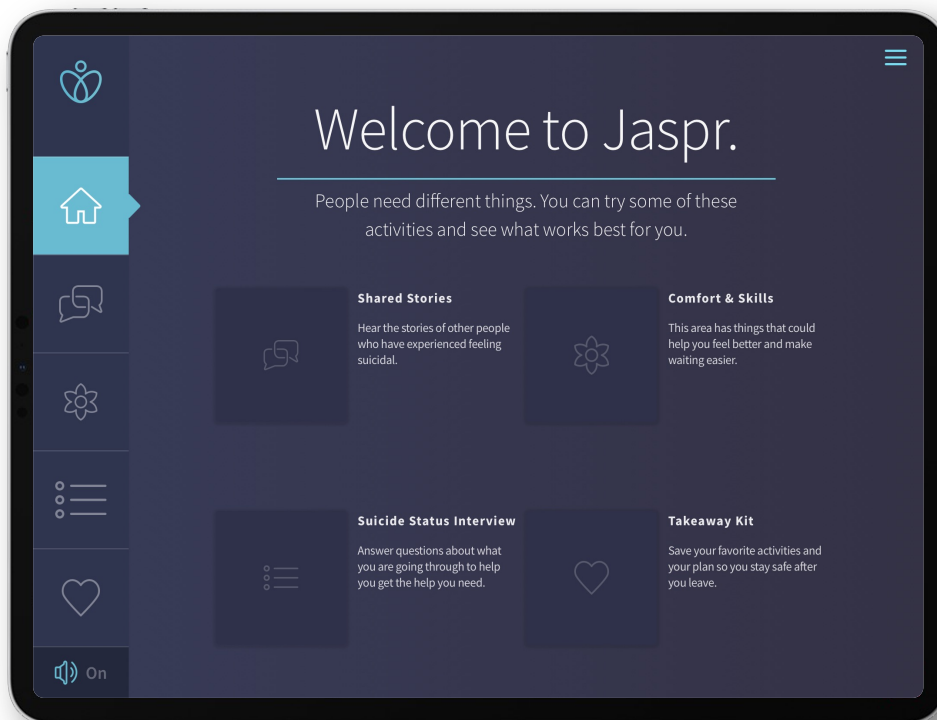 Welcome to Jaspr.
People need different things. You can try some of these
activities and see what works best for you.
Shared Stories
Hear the stories of other people
who have experienced feeling
suicidal.
Comfort & Skills
This area has things that could
help you feel better and make
waiting easier.
Suicide Status Interview
Answer questions about what
you are going through to help
you get the help you need.
Takeaway Kit
Save your favorite activities and
your plan so you stay safe after
you leave.
On